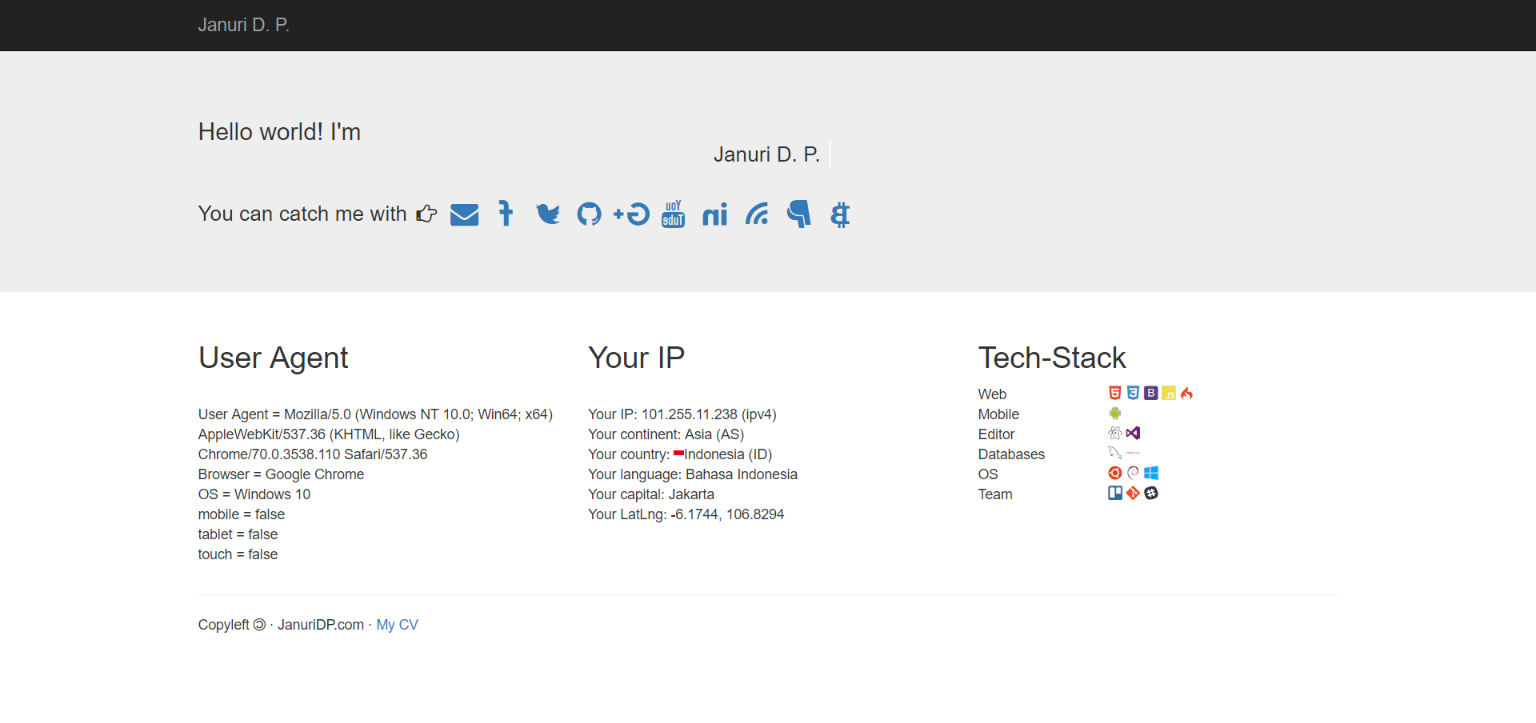 Januri D. P.
Hello world! I'm
Januri D. P.
You can catch me with
You Tube
User Agent
User Agent = Mozilla/5.0 (Windows NT 10.0; Win64; x64)
AppleWebKit/537.36 (KHTML, like Gecko)
Chrome/70.0.3538.110 Safari/537.36
Browser = Google Chrome
OS = Windows 10
mobile = false
tablet = false
touch = false
Your IP
Your IP: 101.255.11.238 (ipv4)
Your continent: Asia (AS)
Your country: Indonesia (ID)
Your language: Bahasa Indonesia
Your capital: Jakarta
Your LatLng: -6.1744, 106.8294
Tech-Stack
Web
Mobile
Editor
Databases
OS
Team
Copyleft 🄯 · JanuriDP.com · My CV